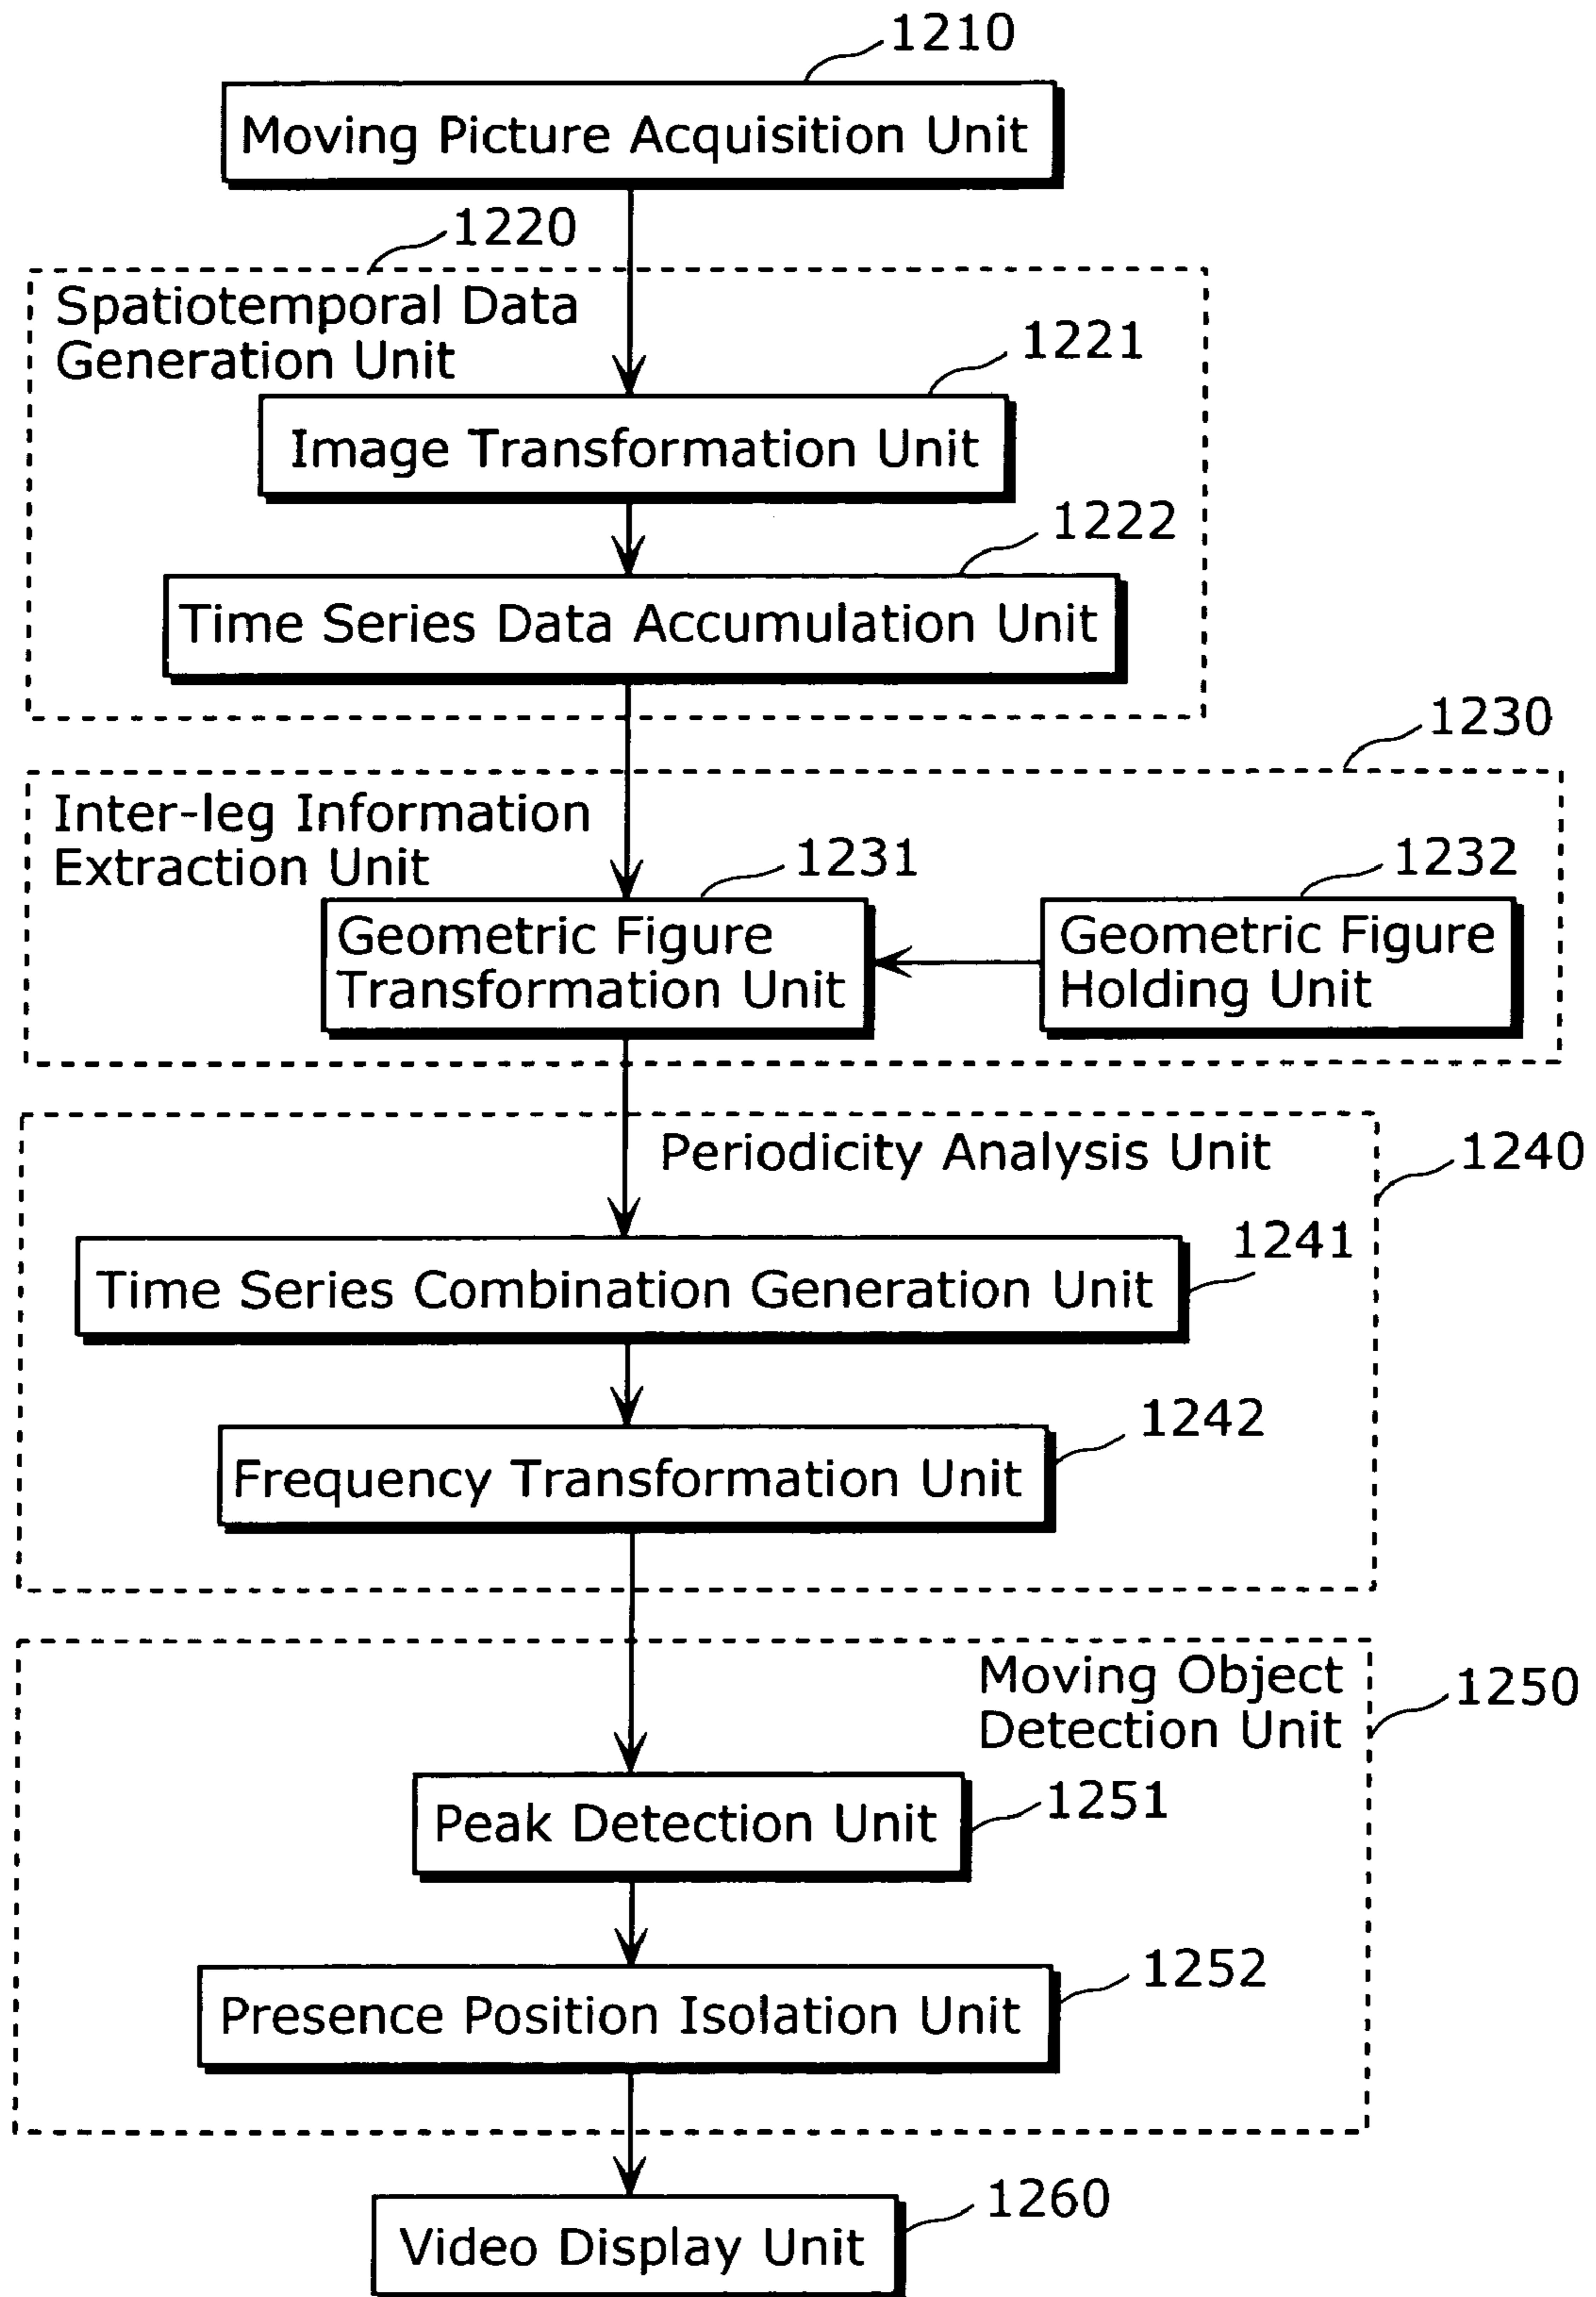 1210
Moving Picture Acquisition Unit
1220
Spatiotemporal Data
Generation Unit
1221
Image Transformation Unit
1222
Time Series Data Accumulation Unit
1230
Inter-leg Information
Extraction Unit
1231
1232
Geometric Figure
Transformation Unit
Geometric Figure
Holding Unit
Periodicity Analysis Unit
1240
1241
Time Series Combination Generation Unit
1242
Frequency Transformation Unit
Moving Object
Detection Unit
1250
1251
Peak Detection Unit
1252
Presence Position Isolation Unit
1260
Video Display Unit